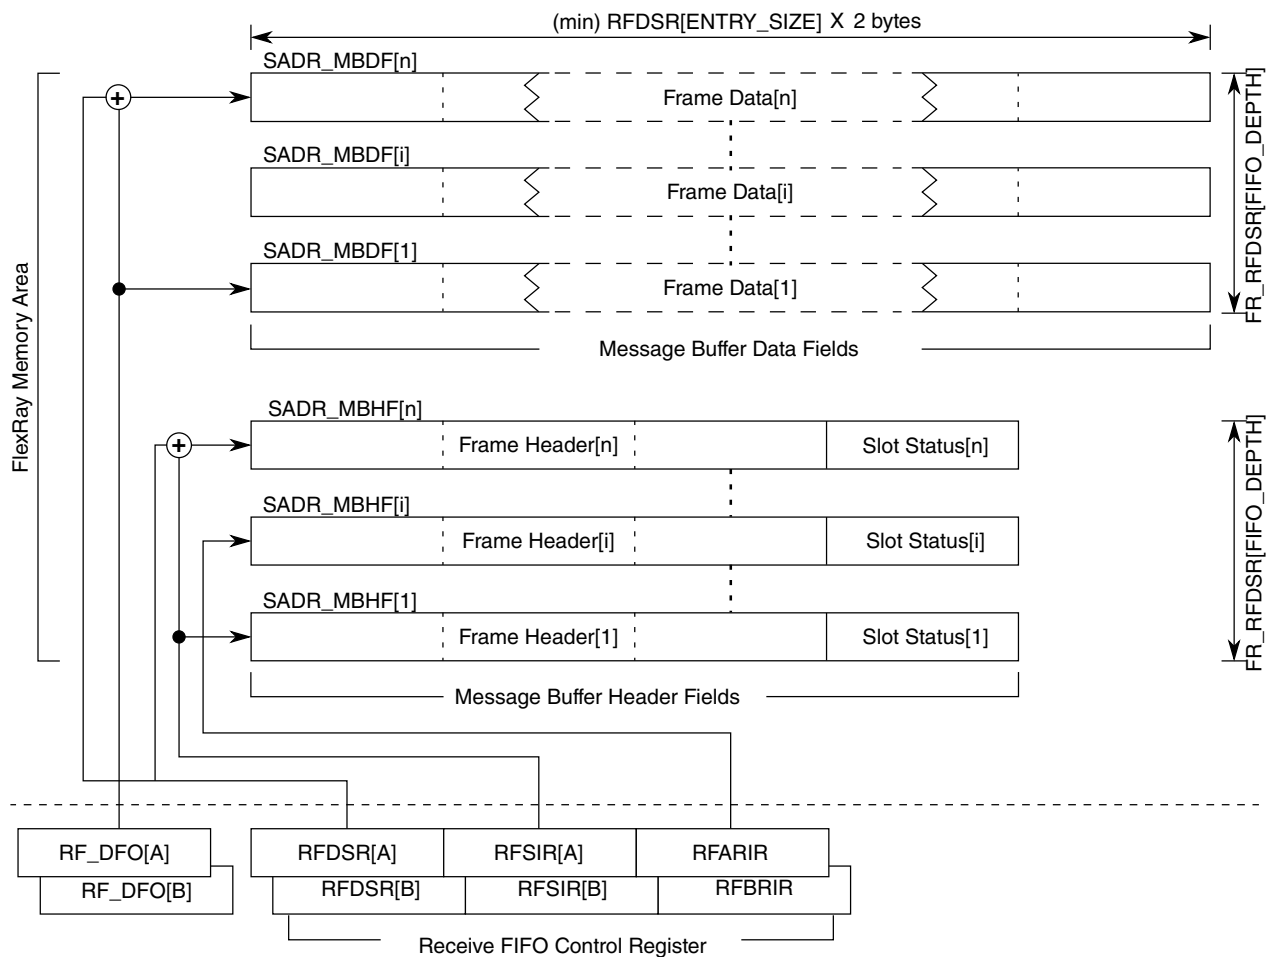 (min) RFDSR[ENTRY_SIZE] X 2 bytes
SADR_MBDF[n]
Frame Data[n]
SADR_MBDF[i]
Frame Data[i]
SADR_MBDF[1]
Frame Data[1]
Message Buffer Data Fields
FR_RFDSR[FIFO_DEPTH]
FlexRay Memory Area
SADR_MBHF[n]
Frame Header[n] Slot Status[n]
SADR_MBHF[i]
Frame Header[i] Slot Status[i]
SADR_MBHF[1]
Frame Header[1] Slot Status[1]
Message Buffer Header Fields
FR_RFDSR[FIFO_DEPTH]
RF_DFO[A] RFDSR[A] RFSIR[A] RFARIR
RF_DFO[B] RFDSR[B] RFSIR[B] RFBRIR
Receive FIFO Control Register